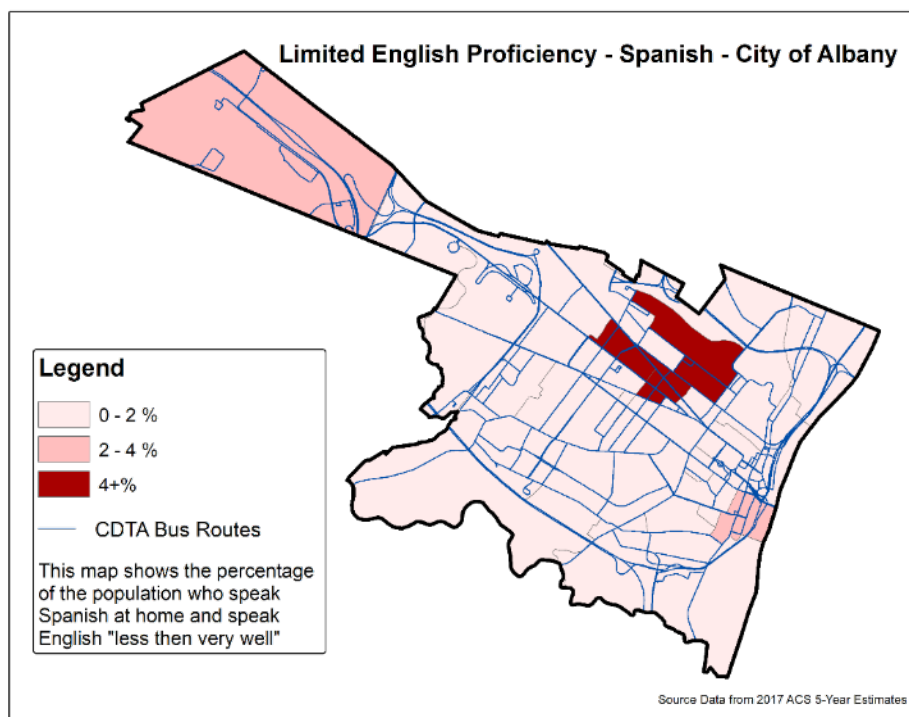 Limited English Proficiency - Spanish - City of Albany
Legend
0 - 2 %
2 - 4 %
4+%
CDTA Bus Routes
This map shows the percentage
of the population who speak
Spanish at home and speak
English "less then very well"
Source Data from 2017 ACS 5-Year Estimates